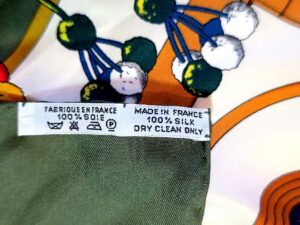 FABRIQUE EN FRANCE
100% SOIE
MADE IN FRANCE
100% SILK
DRY CLEAN ONLY